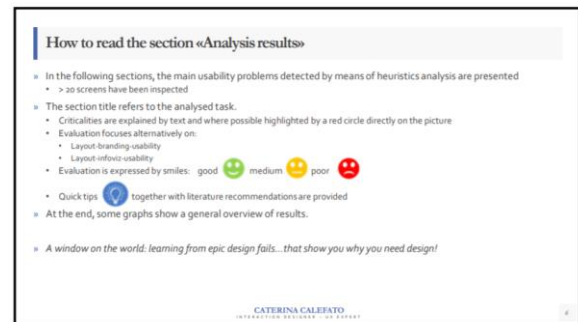 How to read the section «Analysis results»
» In the following sections, the main usability problems detected by means of heuristics analysis are presented
• > 20 screens have been inspected
» The section title refers to the analysed task.
• Criticalities are explained by text and where possible highlighted by a red circle directly on the picture
• Evaluation focuses alternatively on:
• Layout-branding-usability
• Layout-infoviz-usability
• Evaluation is expressed by smiles: good medium poor
• Quick tips together with literature recommendations are provided
» At the end, some graphs show a general overview of results.
» A window on the world: learning from epic design fails...that show you why you need design!
CATERINA CALEFATO
INTERACTION DESIGNER – UX EXPERT